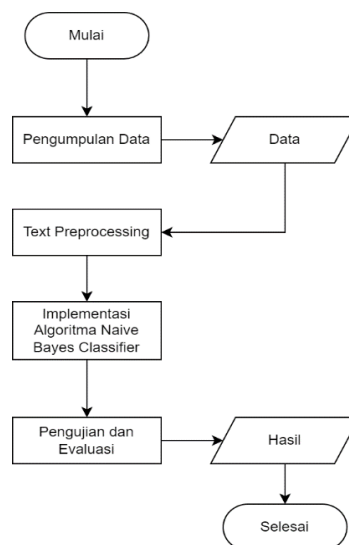 Mulai
Pengumpulan Data
Data
Text Preprocessing
Implementasi
Algoritma Naive
Bayes Classifier
Pengujian dan
Evaluasi
Hasil
Selesai